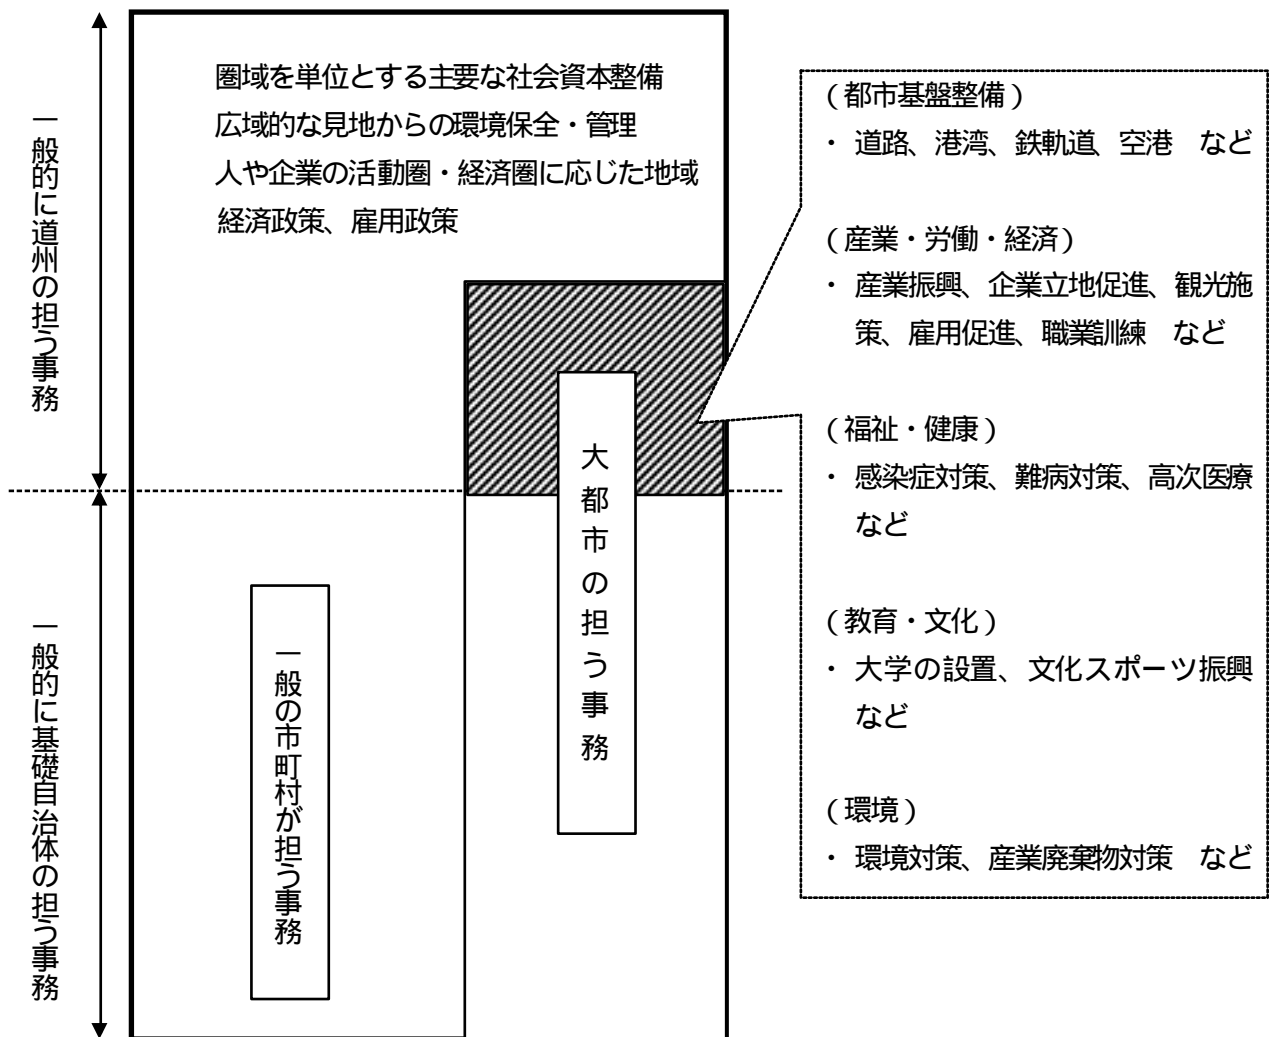 一般的に道州の担う事務
圏域を単位とする主要な社会資本整備
広域的な見地からの環境保全・管理
人や企業の活動圏・経済圏に応じた地域
経済政策、雇用政策
大都市の担う事務
一般的に基礎自治体の担う事務
一般の市町村が担う事務
(都市基盤整備)
・ 道路、港湾、鉄軌道、空港 など
(産業・労働・経済)
・ 産業振興、企業立地促進、観光施
策、雇用促進、職業訓練 など
(福祉・健康)
・ 感染症対策、難病対策、高次医療
など
(教育・文化)
・ 大学の設置、文化スポーツ振興
など
(環境)
・ 環境対策、産業廃棄物対策 など